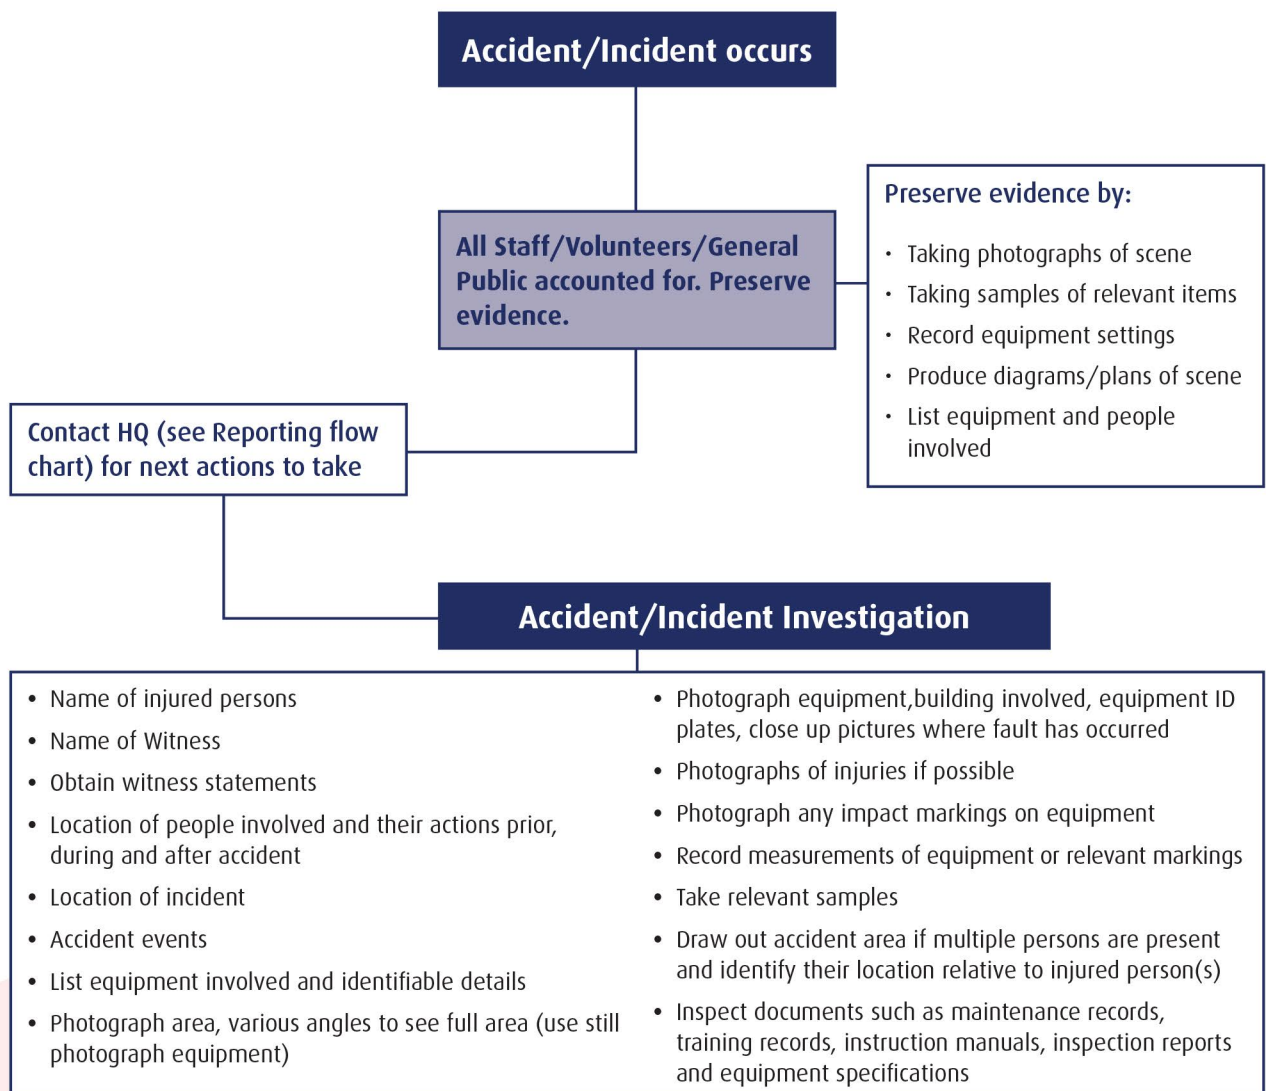 Accident/Incident occurs
All Staff/Volunteers/General
Public accounted for. Preserve
evidence.
Preserve evidence by:
• Taking photographs of scene
• Taking samples of relevant items
• Record equipment settings
• Produce diagrams/plans of scene
• List equipment and people
involved
Contact HQ (see Reporting flow
chart) for next actions to take
Accident/Incident Investigation
• Name of injured persons
• Name of Witness
• Obtain witness statements
• Location of people involved and their actions prior,
during and after accident
• Location of incident
• Accident events
• List equipment involved and identifiable details
• Photograph area, various angles to see full area (use still
photograph equipment)
• Photograph equipment,building involved, equipment ID
plates, close up pictures where fault has occurred
• Photographs of injuries if possible
• Photograph any impact markings on equipment
• Record measurements of equipment or relevant markings
• Take relevant samples
• Draw out accident area if multiple persons are present
and identify their location relative to injured person(s)
• Inspect documents such as maintenance records,
training records, instruction manuals, inspection reports
and equipment specifications